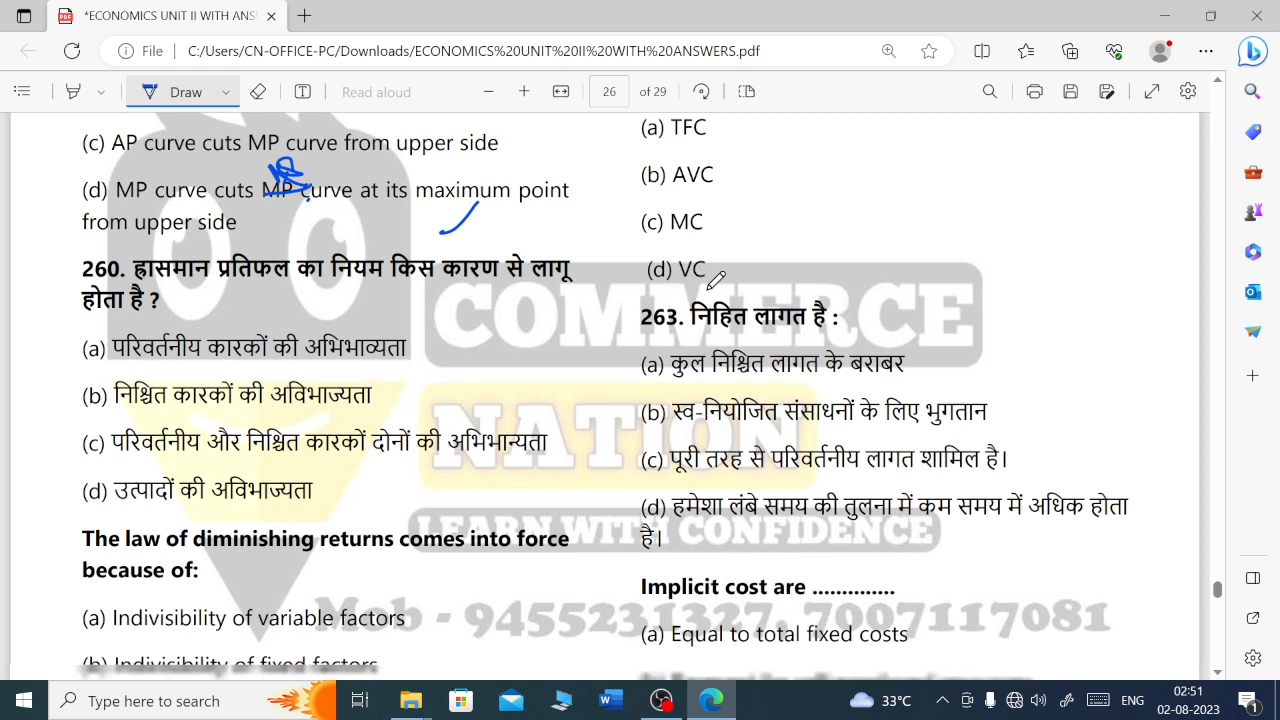 *ECONOMICS UNIT II WITH ANS
File
C:/Users/CN-OFFICE-PC/Downloads/ECONOMICS%20UNIT%20II%20WITH%20ANSWERS.pdf
Draw
Read aloud
26
of 29
(c) AP curve cuts MP curve from upper side
(d) MP curve cuts MP curve at its maximum point
from upper side
260. ह्रासमान प्रतिफल का नियम किस कारण से लागू
होता है ?
(a) परिवर्तनीय कारकों की अभिभाव्यता
(b) निश्चित कारकों की अविभाज्यता
(c) परिवर्तनीय और निश्चित कारकों दोनों की अभिभान्यता
(d) उत्पादों की अविभाज्यता
The law of diminishing returns comes into force
because of:
(a) Indivisibility of variable factors
(b) Indivisibility of fixed factors
(a) TFC
(b) AVC
(c) MC
(d) VC
263. निहित लागत है :
(a) कुल निश्चित लागत के बराबर
(b) स्व-नियोजित संसाधनों के लिए भुगतान
(c) पूरी तरह से परिवर्तनीय लागत शामिल है।
(d) हमेशा लंबे समय की तुलना में कम समय में अधिक होता
है।
Implicit cost are ..............
(a) Equal to total fixed costs
COMMERCE
NATION
LEARN WITH CONFIDENCE
Mob - 9455231327, 7007117081
Type here to search
33°C
ENG
02:51
02-08-2023
1